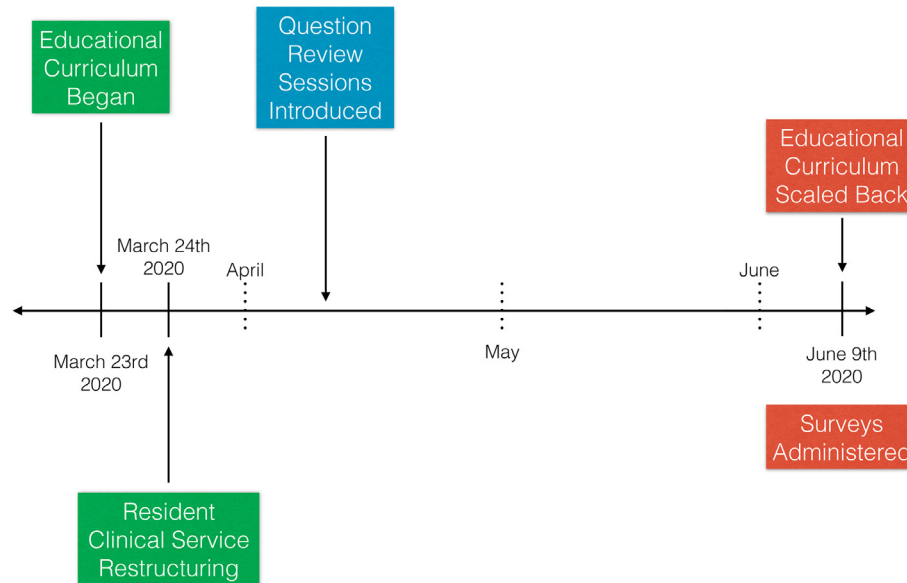 Educational
Curriculum
Began
Question
Review
Sessions
Introduced
Educational
Curriculum
Scaled Back
March 24th
2020
April
June
March 23rd
2020
May
June 9th
2020
Surveys
Administered
Resident
Clinical Service
Restructuring